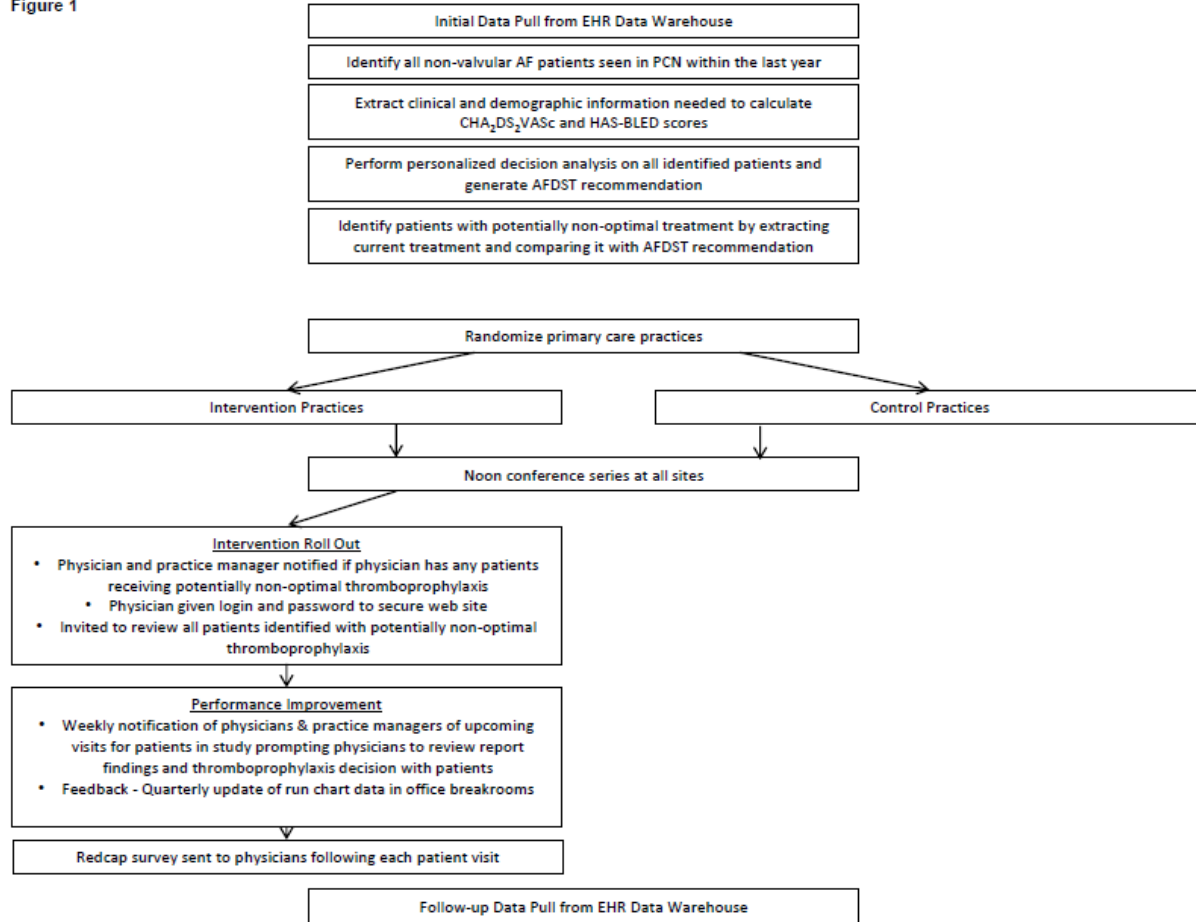 Figure 1
Initial Data Pull from EHR Data Warehouse
Identify all non-valvular AF patients seen in PCN within the last year
Extract clinical and demographic information needed to calculate
CHA₂DS₂VASc and HAS-BLED scores
Perform personalized decision analysis on all identified patients and
generate AFDST recommendation
Identify patients with potentially non-optimal treatment by extracting
current treatment and comparing it with AFDST recommendation
Randomize primary care practices
Intervention Practices
Control Practices
Noon conference series at all sites
Intervention Roll Out
• Physician and practice manager notified if physician has any patients
receiving potentially non-optimal thromboprophylaxis
• Physician given login and password to secure web site
• Invited to review all patients identified with potentially non-optimal
thromboprophylaxis
Performance Improvement
• Weekly notification of physicians & practice managers of upcoming
visits for patients in study prompting physicians to review report
findings and thromboprophylaxis decision with patients
• Feedback - Quarterly update of run chart data in office breakrooms
Redcap survey sent to physicians following each patient visit
Follow-up Data Pull from EHR Data Warehouse